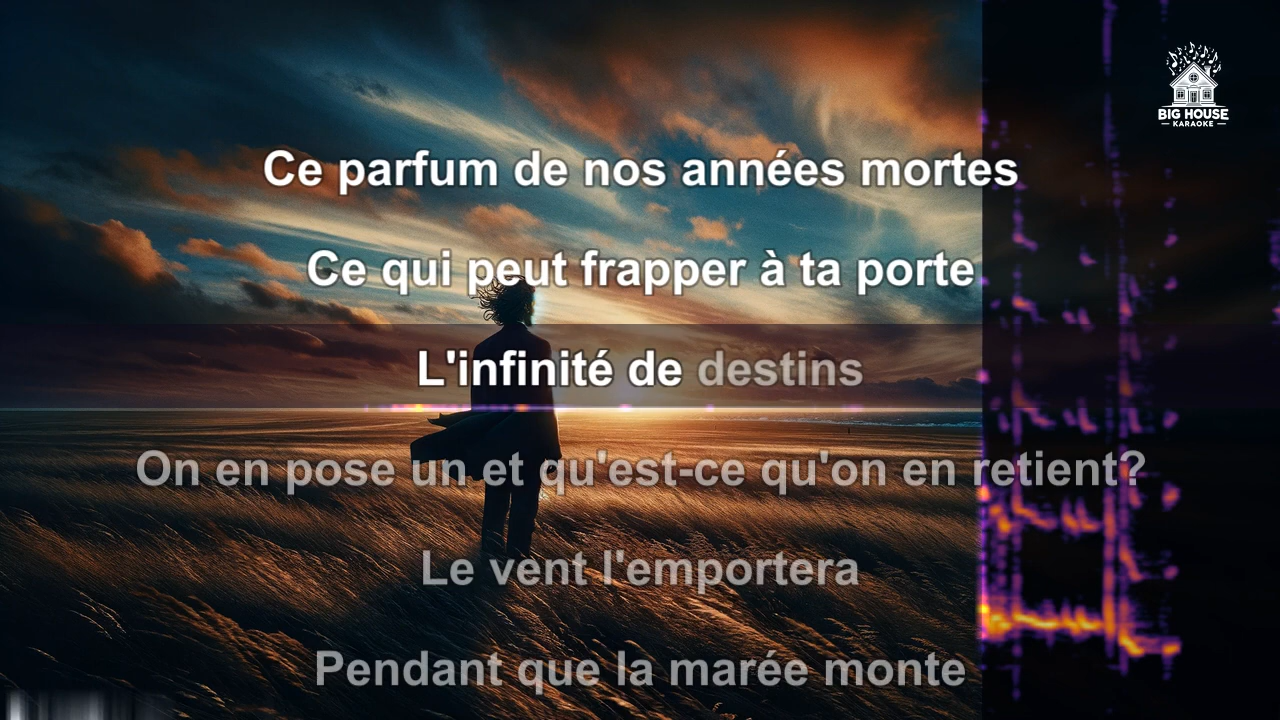 BIG HOUSE
KARAOKE
Ce parfum de nos années mortes
Ce qui peut frapper à ta porte
L'infinité de destins
On en pose un et qu'est-ce qu'on en retient?
Le vent l'emportera
Pendant que la marée monte